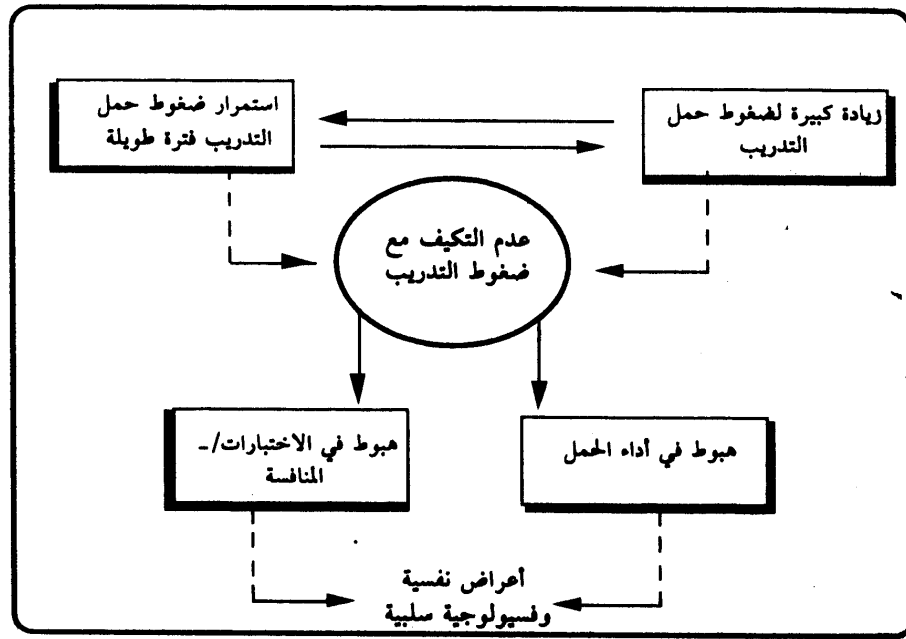 زيادة كبيرة لضغوط حمل
التدريب
استمرار ضغوط حمل
التدريب فترة طويلة
عدم التكيف مع
ضغوط التدريب
هبوط في أداء الحمل
هبوط في الاختبارات/ـ
المنافسة
أعراض نفسية
وفسيولوجية سلبية